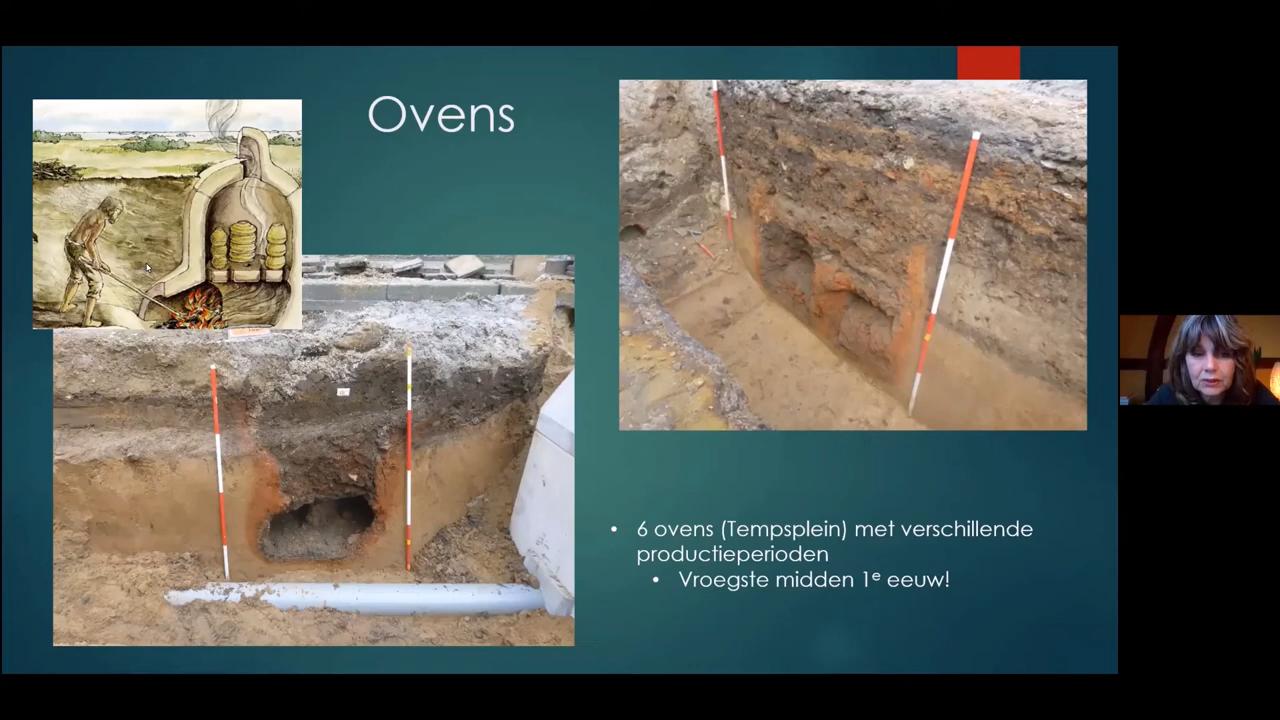 Ovens
• 6 ovens (Tempsplein) met verschillende
productieperioden
• Vroegste midden 1e eeuw!